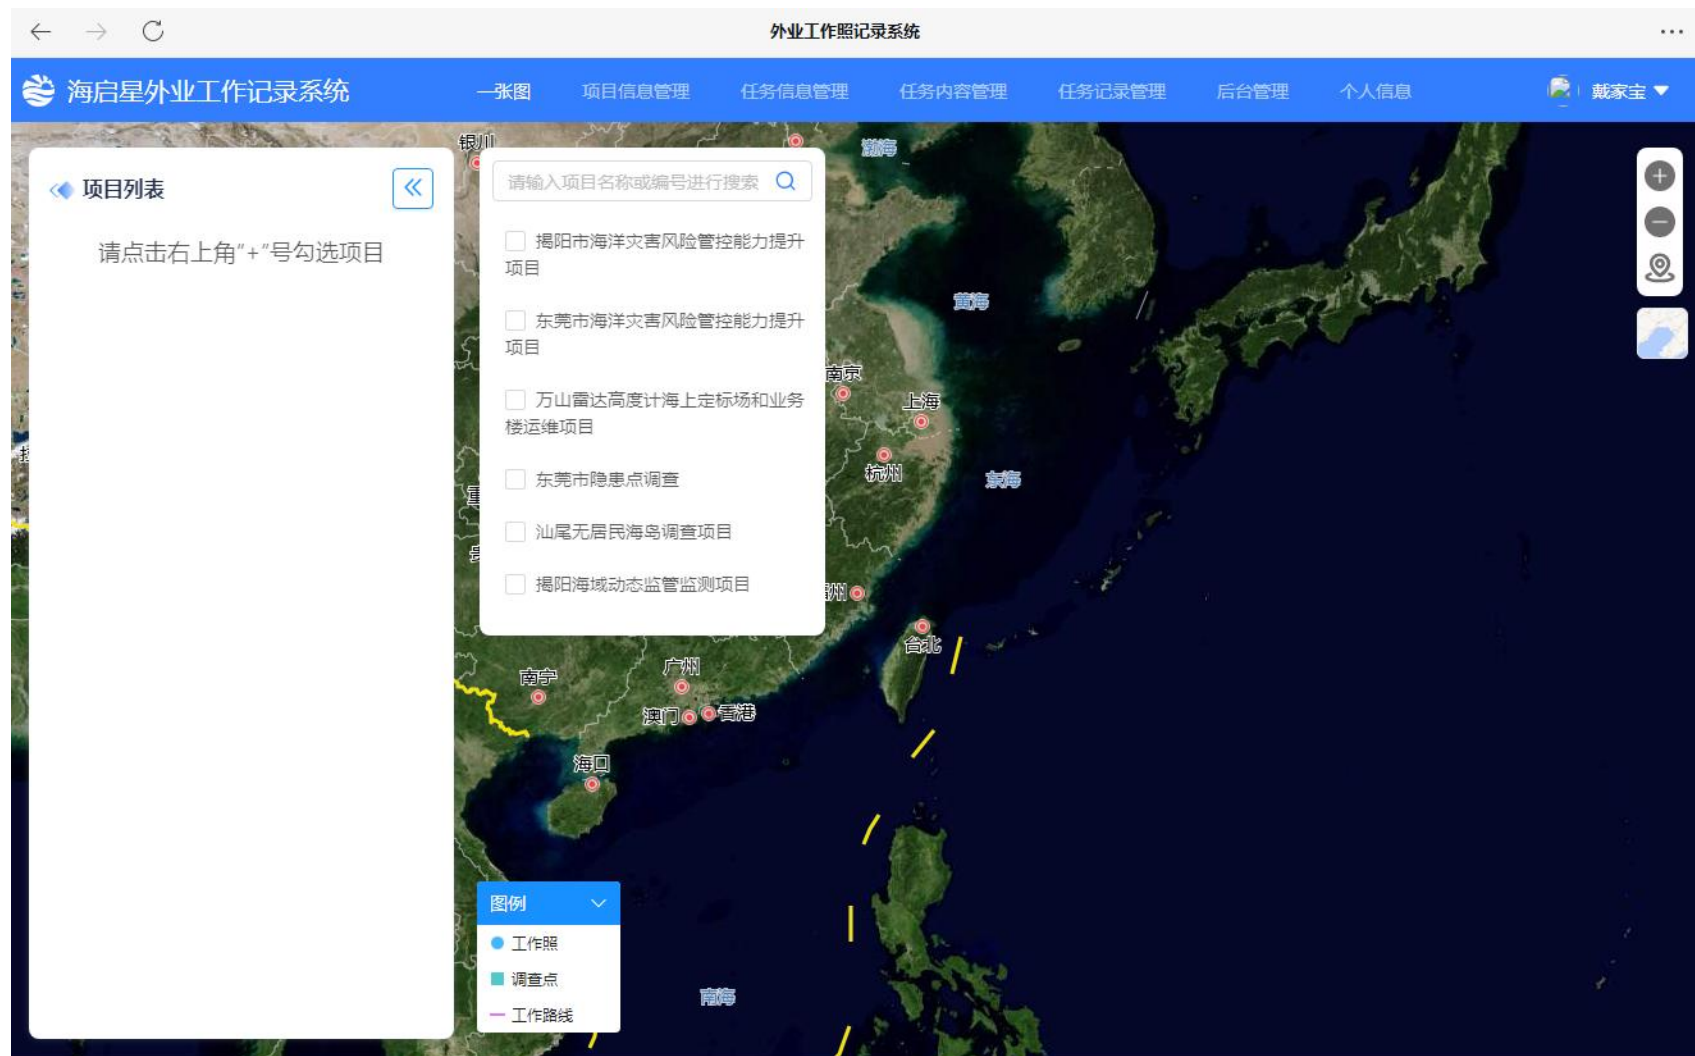 外业工作照记录系统
海启星外业工作记录系统
一张图
项目信息管理
任务信息管理
任务内容管理
任务记录管理
后台管理
个人信息
戴家宝
项目列表
请点击右上角"+"号勾选项目
请输入项目名称或编号进行搜索
揭阳市海洋灾害风险管控能力提升
项目
东莞市海洋灾害风险管控能力提升
项目
万山雷达高度计海上定标场和业务
楼运维项目
东莞市隐患点调查
汕尾无居民海岛调查项目
揭阳海域动态监管监测项目
银川
渤海
黄海
南京
上海
杭州
东海
州
台北
广州
南宁
澳门
香港
海口
南海
图例
工作照
调查点
工作路线